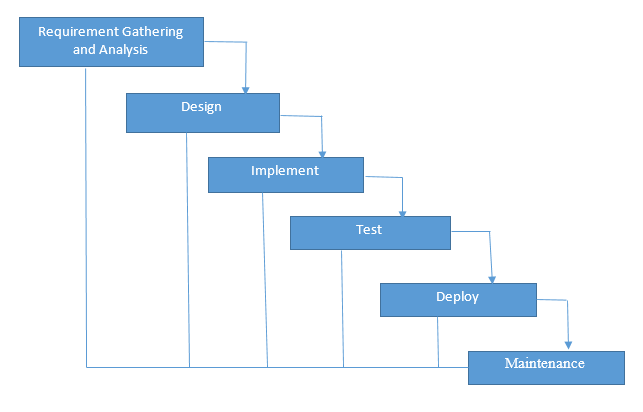 Requirement Gathering
and Analysis
Design
Implement
Test
Deploy
Maintenance